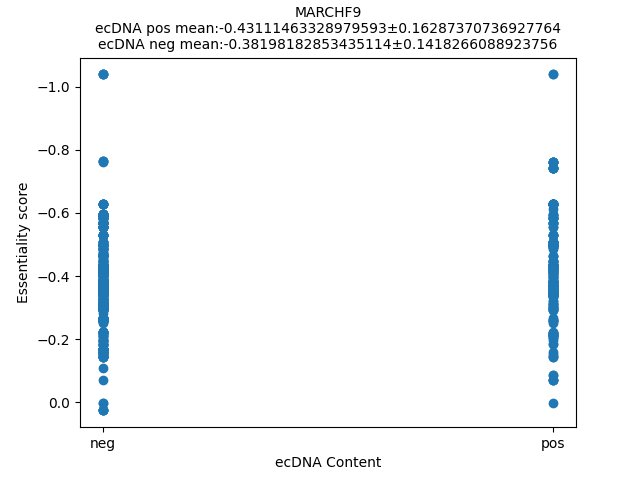 MARCHF9
ecDNA pos mean:-0.43111463328979593±0.16287370736927764
ecDNA neg mean:-0.38198182853435114±0.1418266088923756
−1.0
−0.8
−0.6
−0.4
−0.2
0.0
Essentiality score
neg
pos
ecDNA Content